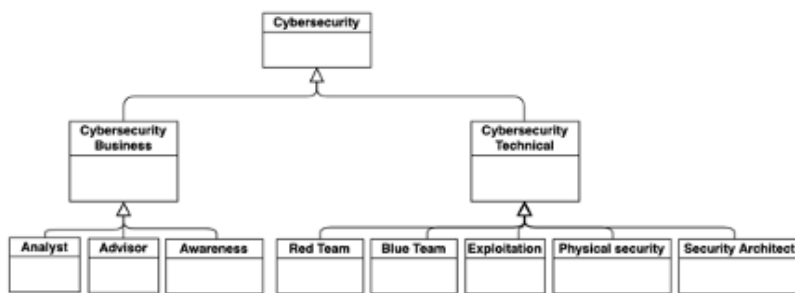 Cybersecurity
Cybersecurity
Business
Cybersecurity
Technical
Analyst
Advisor
Awareness
Red Team
Blue Team
Exploitation
Physical security
Security Architect